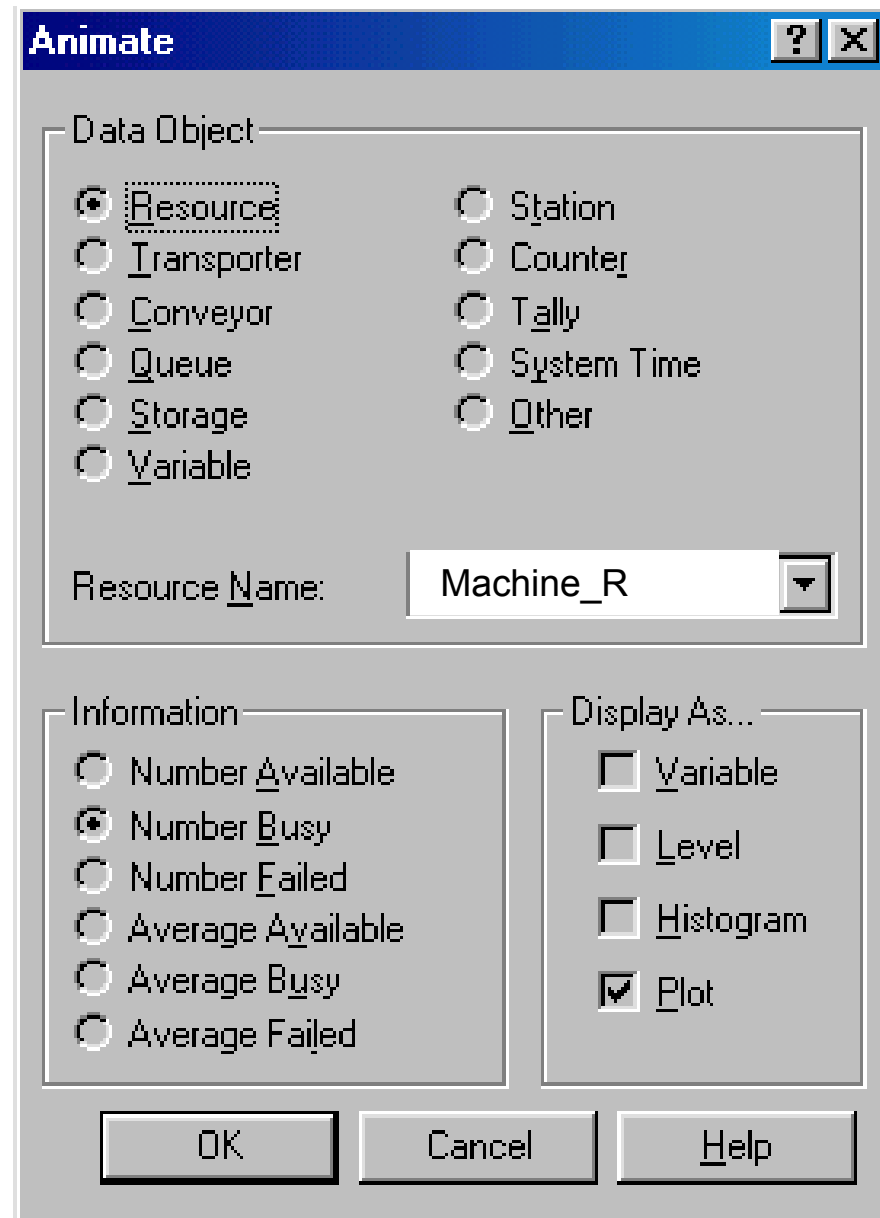 Animate
Data Object
Resource
Transporter
Conveyor
Queue
Storage
Variable
Station
Counter
Tally
System Time
Other
Resource Name: Machine_R
Information
Number Available
Number Busy
Number Failed
Average Available
Average Busy
Average Failed
Display As...
Variable
Level
Histogram
Plot
OK Cancel Help